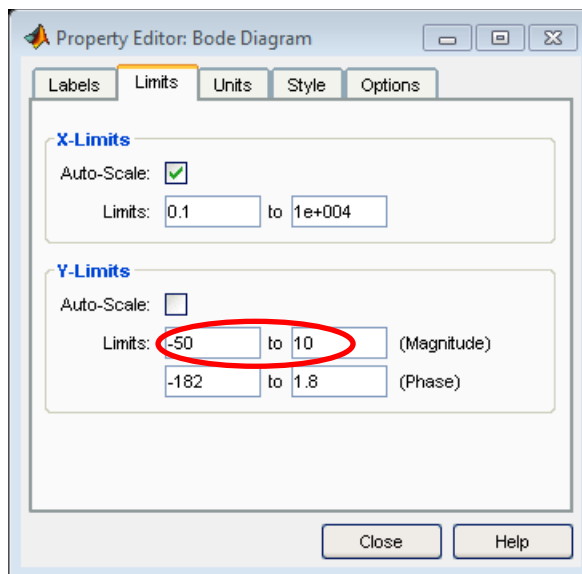 Property Editor: Bode Diagram
Labels Limits Units Style Options
X-Limits
Auto-Scale:
Limits: 0.1 to 1e+004
Y-Limits
Auto-Scale:
Limits: -50 to 10 (Magnitude)
-182 to 1.8 (Phase)
Close Help